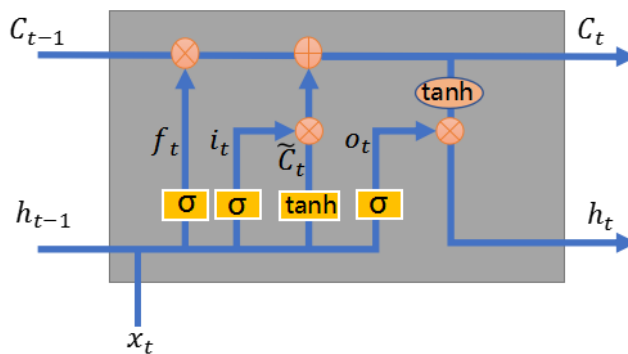 C_{t-1} C_t
tanh
f_t i_t C̃_t o_t
σ σ tanh σ
h_{t-1} h_t
x_t